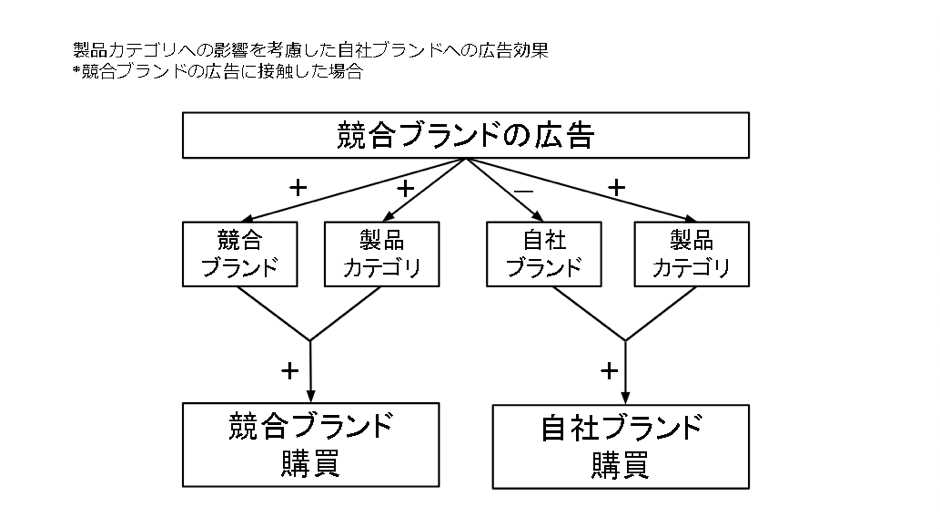 製品カテゴリへの影響を考慮した自社ブランドへの広告効果
*競合ブランドの広告に接触した場合
競合ブランドの広告
+
+
−
+
競合
ブランド
製品
カテゴリ
自社
ブランド
製品
カテゴリ
+
+
競合ブランド
購買
自社ブランド
購買